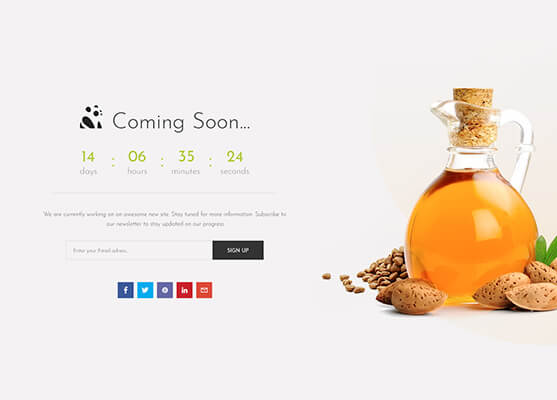 Coming Soon...
14 : 06 : 35 : 24
days hours minutes seconds
We are currently working on an awesome new site. Stay tuned for more information. Subscribe to
our newsletter to stay updated on our progress.
Enter your Email adress...
SIGN UP